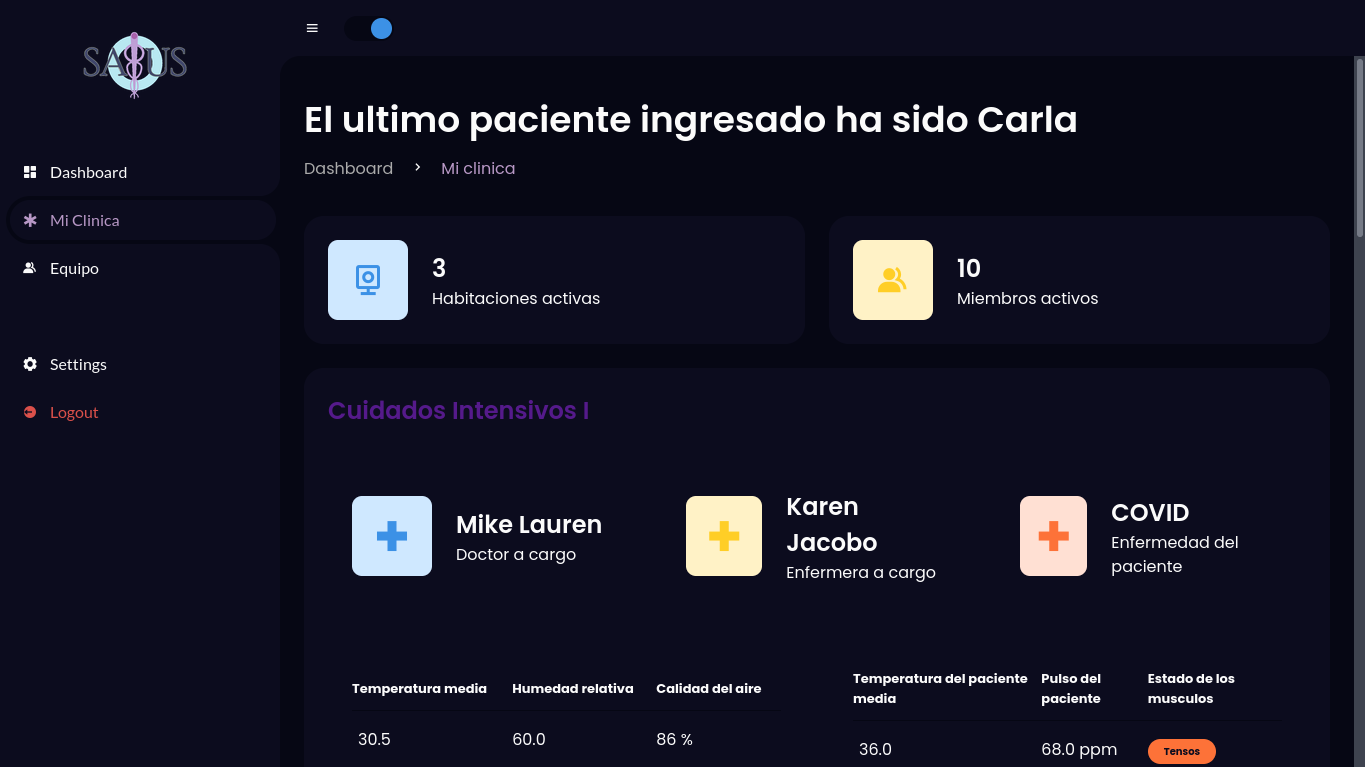 SALUS
Dashboard
Mi Clinica
Equipo
Settings
Logout
El ultimo paciente ingresado ha sido Carla
Dashboard > Mi clinica
3
Habitaciones activas
10
Miembros activos
Cuidados Intensivos I
Mike Lauren
Doctor a cargo
Karen
Jacobo
Enfermera a cargo
COVID
Enfermedad del
paciente
Temperatura media Humedad relativa Calidad del aire
30.5 60.0 86 %
Temperatura del paciente Pulso del Estado de los
media paciente musculos
36.0 68.0 ppm Tensos